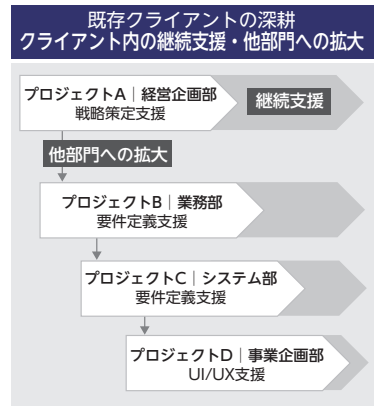 既存クライアントの深耕
クライアント内の継続支援・他部門への拡大
プロジェクトA｜経営企画部
戦略策定支援
継続支援
他部門への拡大
プロジェクトB｜業務部
要件定義支援
プロジェクトC｜システム部
要件定義支援
プロジェクトD｜事業企画部
UI/UX支援